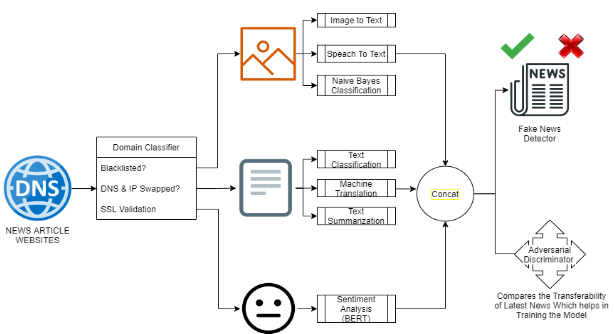 Image to Text
Speach To Text
Naive Bayes
Classification
NEWS
Fake News
Detector
Domain Classifier
Blacklisted?
DNS & IP Swapped?
SSL Validation
DNS
NEWS ARTICLE
WEBSITES
Text
Classification
Machine
Translation
Text
Summarization
Concat
Adversarial
Discriminator
Compares the Transferability
of Latest News Which helps in
Training the Model
Sentiment
Analysis
(BERT)